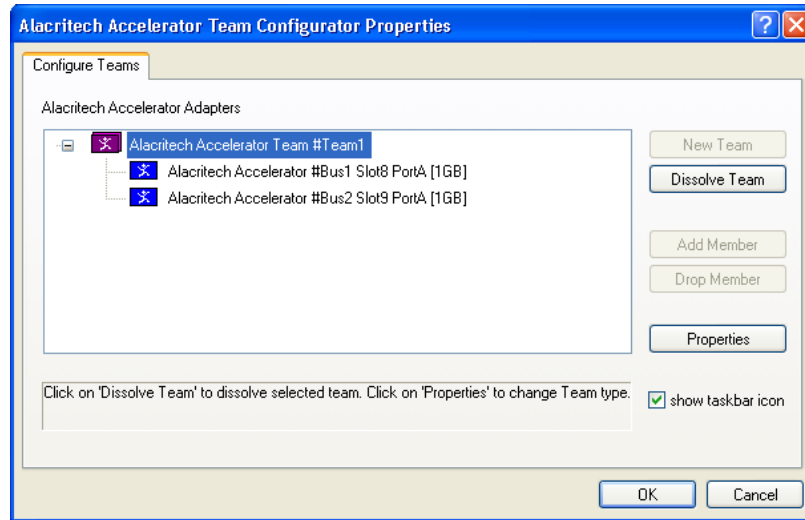 Alacritech Accelerator Team Configurator Properties
Configure Teams
Alacritech Accelerator Adapters
Alacritech Accelerator Team #Team1
Alacritech Accelerator #Bus1 Slot8 PortA [1GB]
Alacritech Accelerator #Bus2 Slot9 PortA [1GB]
New Team
Dissolve Team
Add Member
Drop Member
Properties
Click on 'Dissolve Team' to dissolve selected team. Click on 'Properties' to change Team type.
show taskbar icon
OK
Cancel